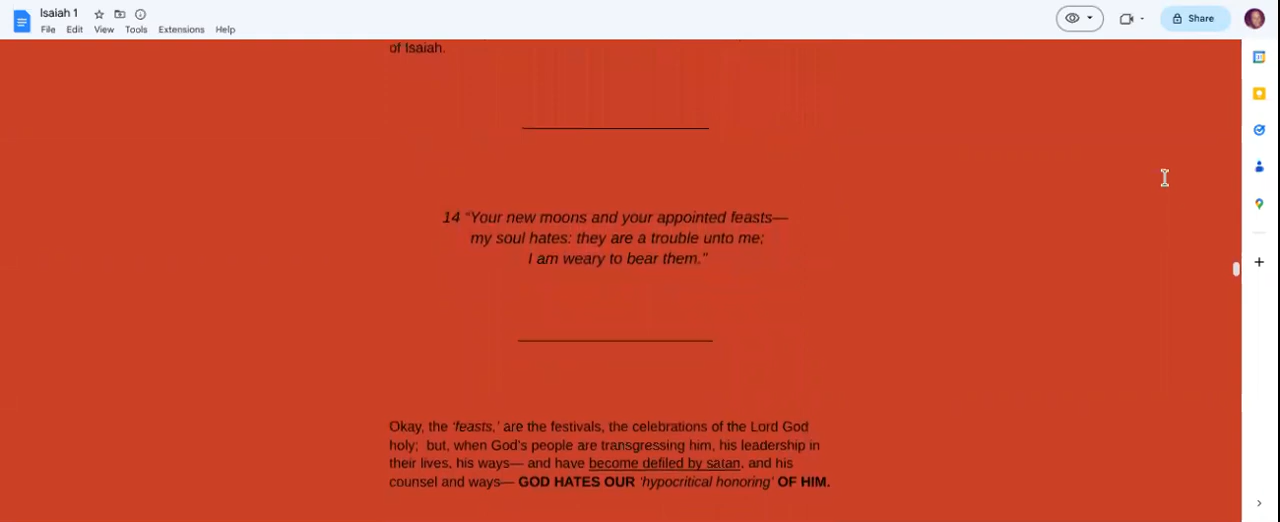 Isaiah 1
File Edit View Tools Extensions Help
Share
of Isaiah.
14 “Your new moons and your appointed feasts—
my soul hates: they are a trouble unto me;
I am weary to bear them.”
Okay, the ‘feasts,’ are the festivals, the celebrations of the Lord God
holy;  but, when God’s people are transgressing him, his leadership in
their lives, his ways— and have become defiled by satan, and his
counsel and ways— GOD HATES OUR ‘hypocritical honoring’ OF HIM.